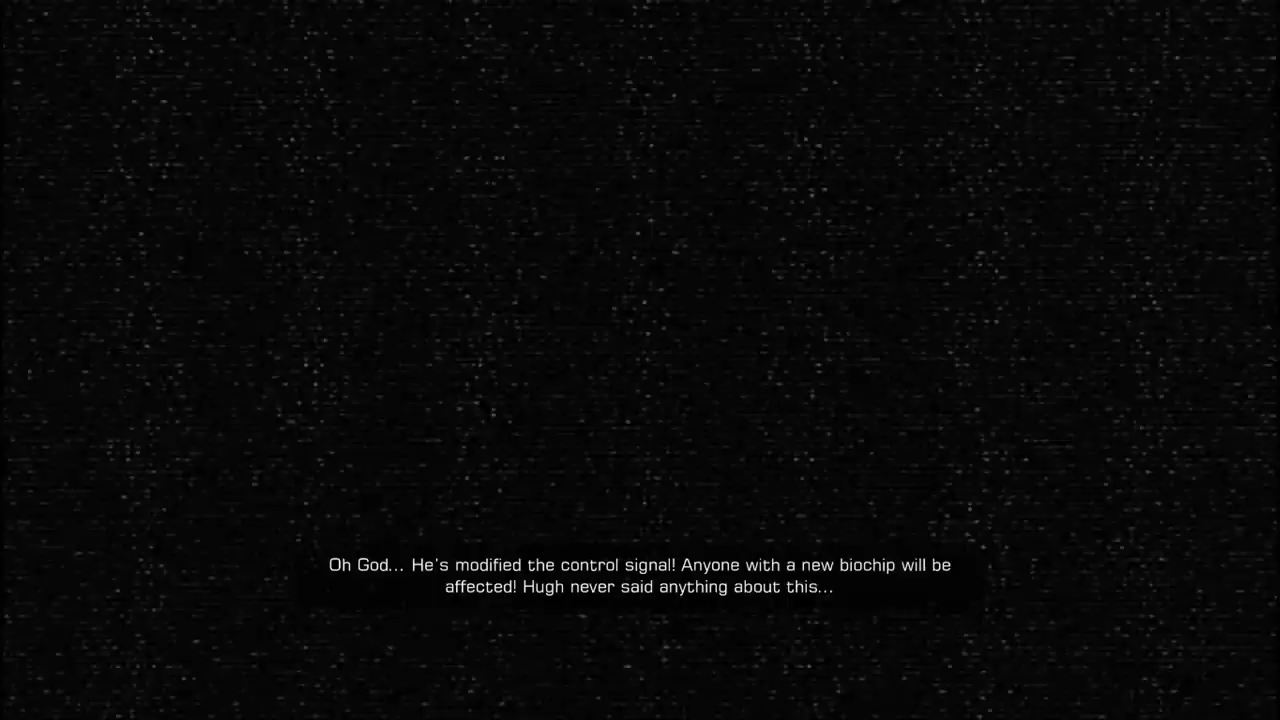 Oh God... He's modified the control signal! Anyone with a new biochip will be
affected! Hugh never said anything about this...